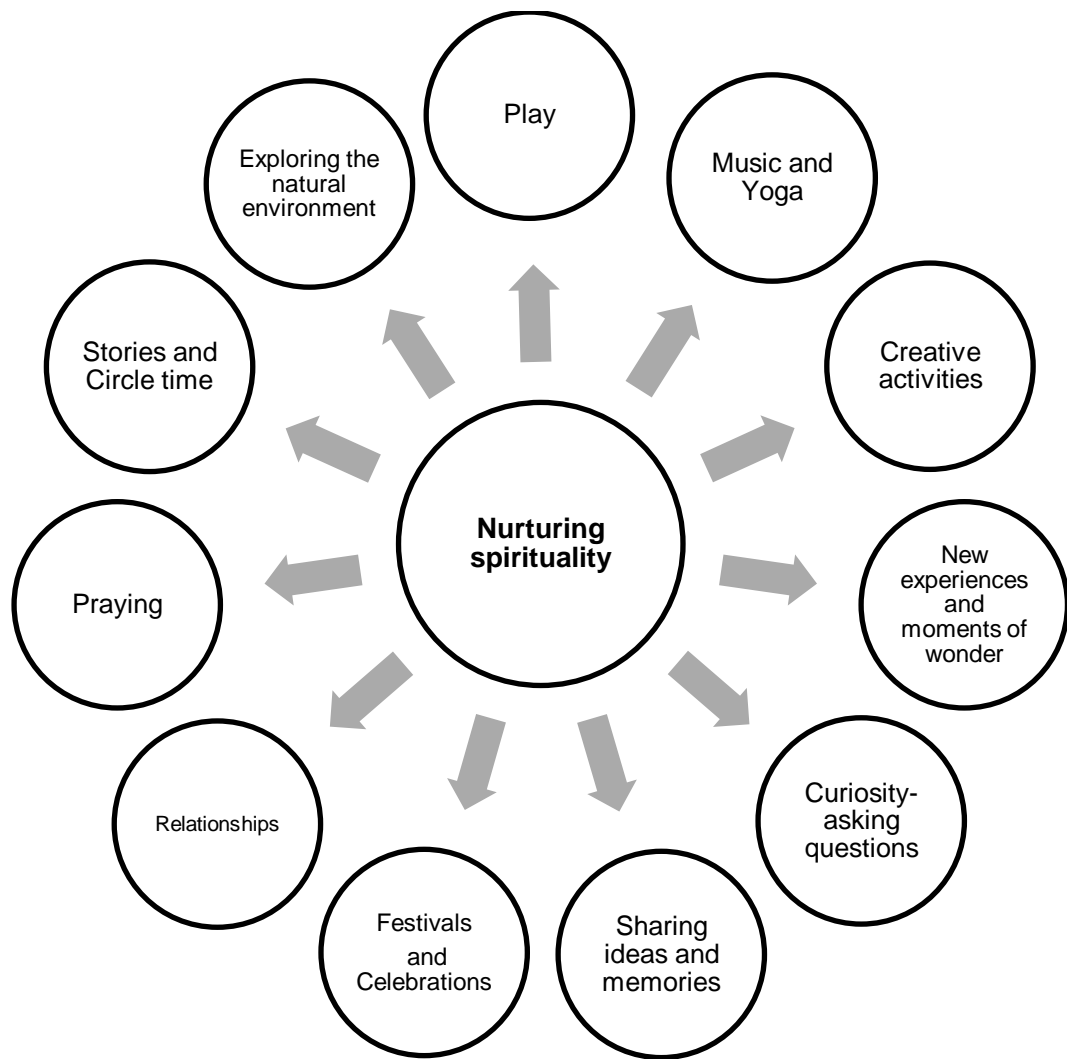 Play
Music and
Yoga
Creative
activities
New
experiences
and
moments of
wonder
Curiosity-
asking
questions
Sharing
ideas and
memories
Festivals
and
Celebrations
Relationships
Praying
Stories and
Circle time
Exploring the
natural
environment
Nurturing
spirituality